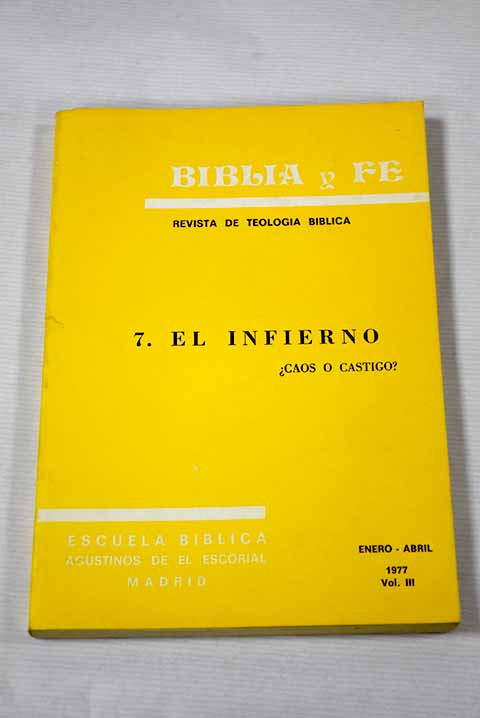 BIBLIA y FE
REVISTA DE TEOLOGIA BIBLICA
7. EL INFIERNO
¿CAOS O CASTIGO?
ESCUELA BIBLICA
AGUSTINOS DE EL ESCORIAL
MADRID
ENERO - ABRIL
1977
Vol. III